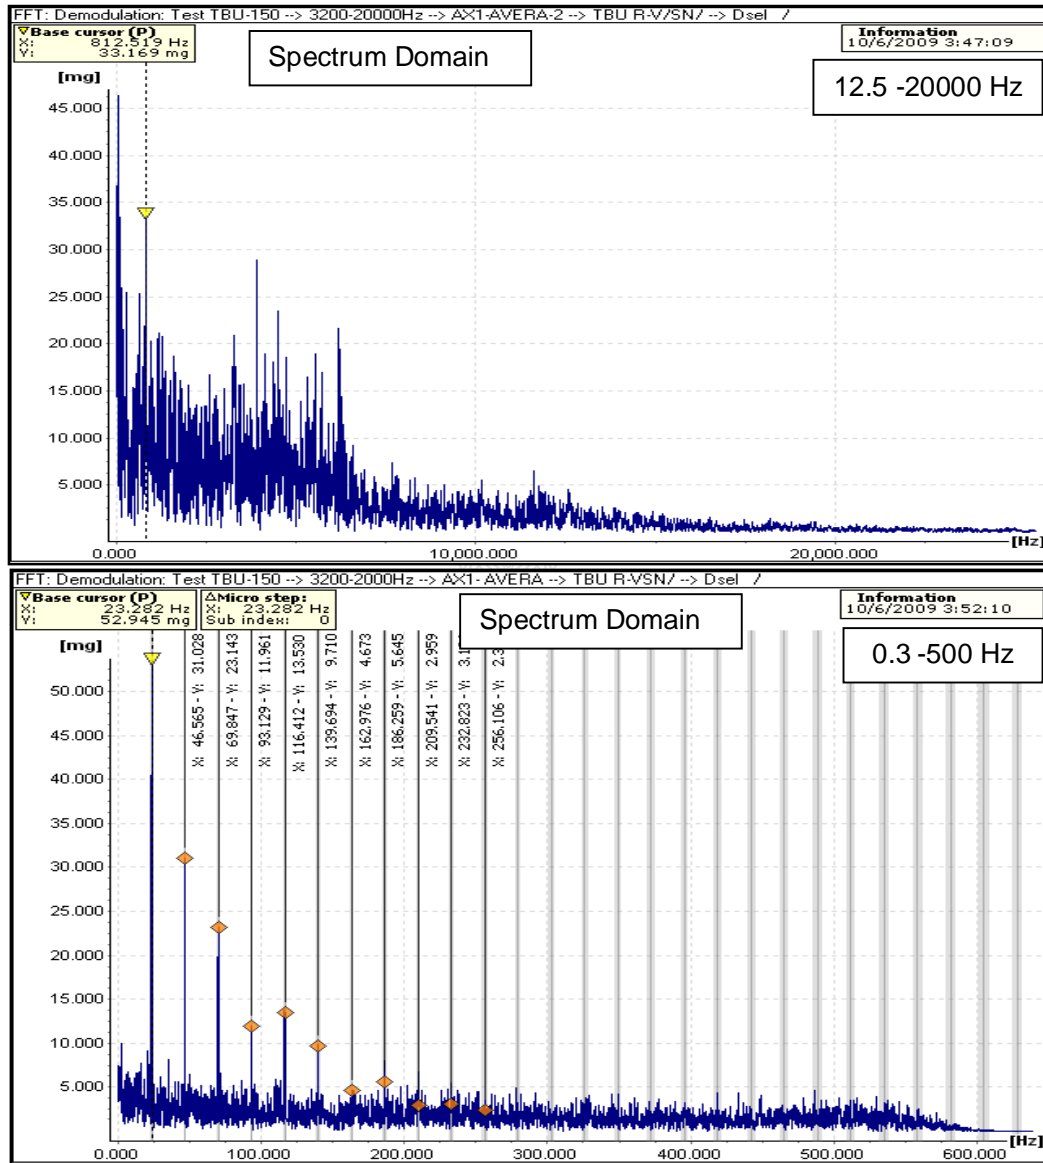 FFT: Demodulation: Test TBU-150 --> 3200-20000Hz --> AX1-AVERA-2 --> TBU R-V/SN/ --> Dsel /
Base cursor (P)
X: 812.519 Hz
Y: 33.169 mg
Spectrum Domain
Information
10/6/2009 3:47:09
12.5 -20000 Hz
[mg]
45.000
40.000
35.000
30.000
25.000
20.000
15.000
10.000
5.000
0.000 10,000.000 20,000.000 [Hz]
FFT: Demodulation: Test TBU-150 --> 3200-2000Hz --> AX1-AVERA --> TBU R-VSN/ --> Dsel /
Base cursor (P)
X: 23.282 Hz
Y: 52.945 mg
ΔMicro step:
X: 23.282 Hz
Sub index: 0
Spectrum Domain
Information
10/6/2009 3:52:10
0.3 -500 Hz
[mg]
X: 46.565 - Y: 31.028
X: 69.847 - Y: 23.143
X: 93.129 - Y: 11.961
X: 116.412 - Y: 13.530
X: 139.694 - Y: 9.710
X: 162.976 - Y: 4.673
X: 186.259 - Y: 5.645
X: 209.541 - Y: 2.959
X: 232.823 - Y: 3.1
X: 256.106 - Y: 2.3
50.000
45.000
40.000
35.000
30.000
25.000
20.000
15.000
10.000
5.000
0.000 100.000 200.000 300.000 400.000 500.000 600.000 [Hz]